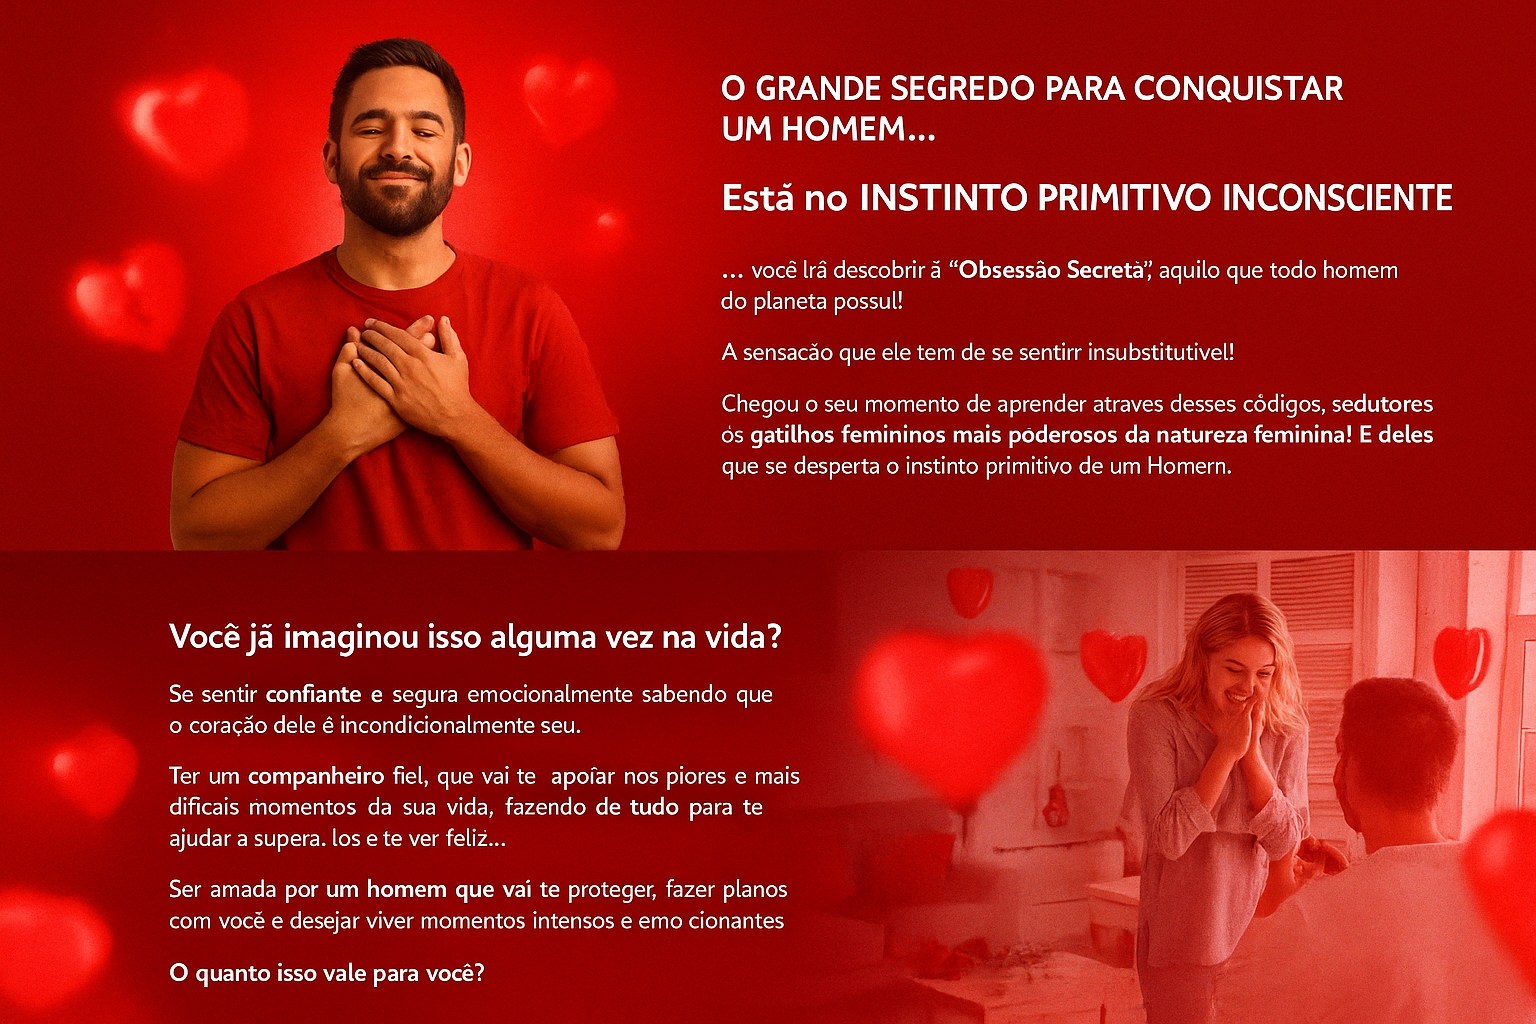 O GRANDE SEGREDO PARA CONQUISTAR
UM HOMEM...
Está no INSTINTO PRIMITIVO INCONSCIENTE
... você lrâ descobrir ã “Obsessâo Secretà”, aquilo que todo homem
do planeta possul!
A sensacão que ele tem de se sentirr insubstitutivel!
Chegou o seu momento de aprender atraves desses côdigos, sedutores
ós gatilhos femininos mais pöderosos da natureza feminina! E deles
que se desperta o instinto primitivo de um Homern.
Você jã imaginou isso alguma vez na vida?
Se sentir confiante e segura emocionalmente sabendo que
o coração dele ê incondicionalmente seu.
Ter um companheiro fiel, que vai te apoîar nos piores e mais
dificais momentos da sua vida, fazendo de tudo para te
ajudar a supera. los e te ver feliż...
Ser amada por um homem que vai te proteger, fazer planos
com você e desejar viver momentos intensos e emo cionantes
O quanto isso vale para você?